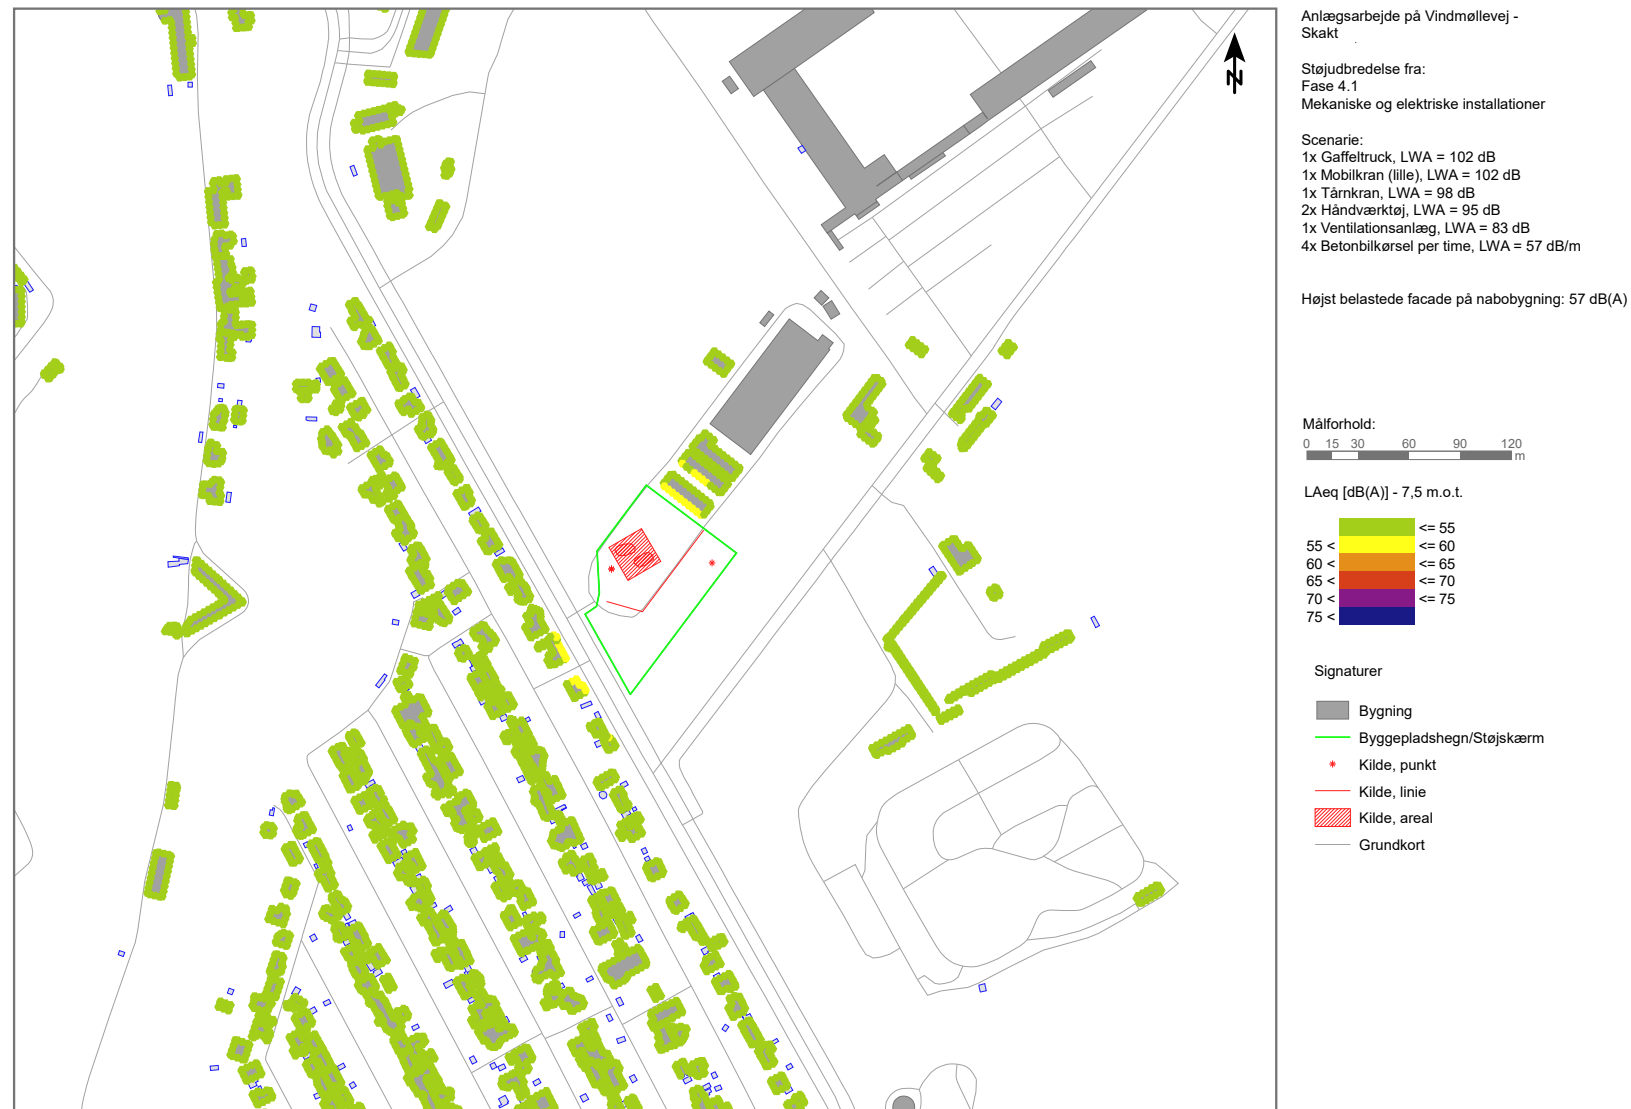 Anlægsarbejde på Vindmøllevej -
Skakt
Støjudbredelse fra:
Fase 4.1
Mekaniske og elektriske installationer
Scenarie:
1x Gaffeltruck, LWA = 102 dB
1x Mobilkran (lille), LWA = 102 dB
1x Tårnkran, LWA = 98 dB
2x Håndværktøj, LWA = 95 dB
1x Ventilationsanlæg, LWA = 83 dB
4x Betonbilkørsel per time, LWA = 57 dB/m
Højst belastede facade på nabobygning: 57 dB(A)
Målforhold:
0 15 30 60 90 120
m
LAeq [dB(A)] - 7,5 m.o.t.
<= 55
55 < <= 60
60 < <= 65
65 < <= 70
70 < <= 75
75 <
Signaturer
Bygning
Byggepladshegn/Støjskærm
Kilde, punkt
Kilde, linie
Kilde, areal
Grundkort
N